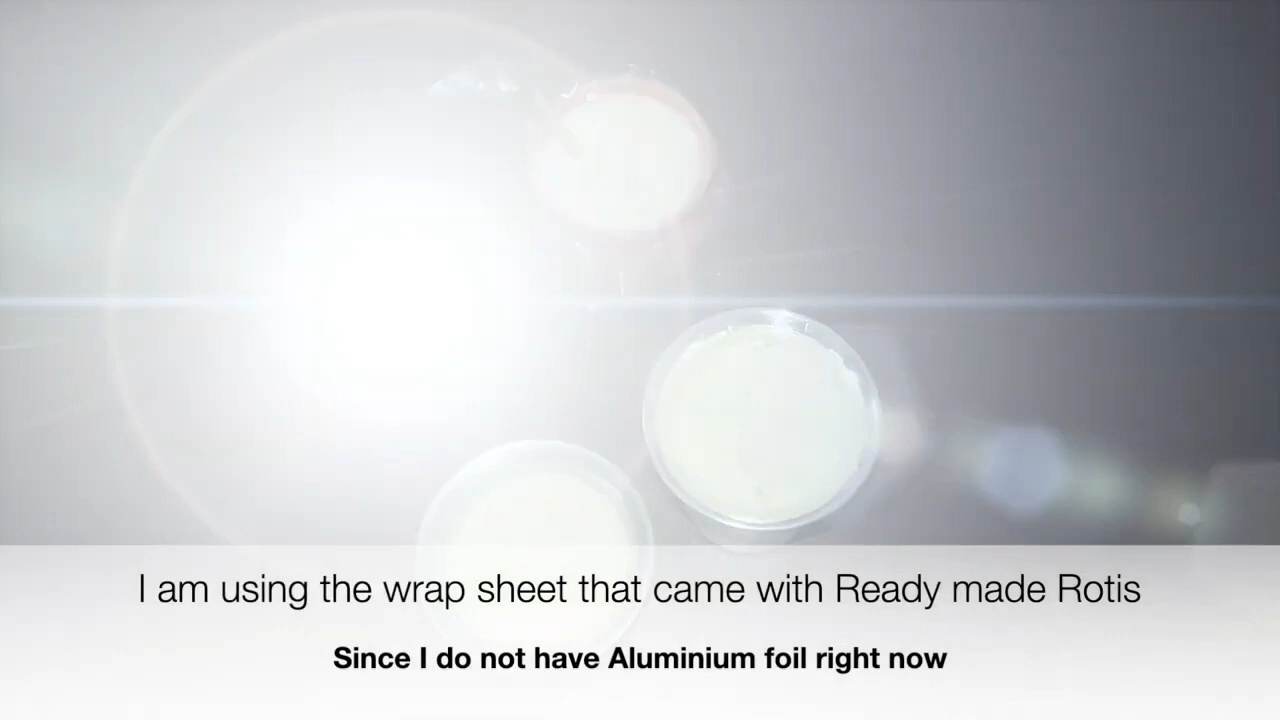 I am using the wrap sheet that came with Ready made Rotis
Since I do not have Aluminium foil right now